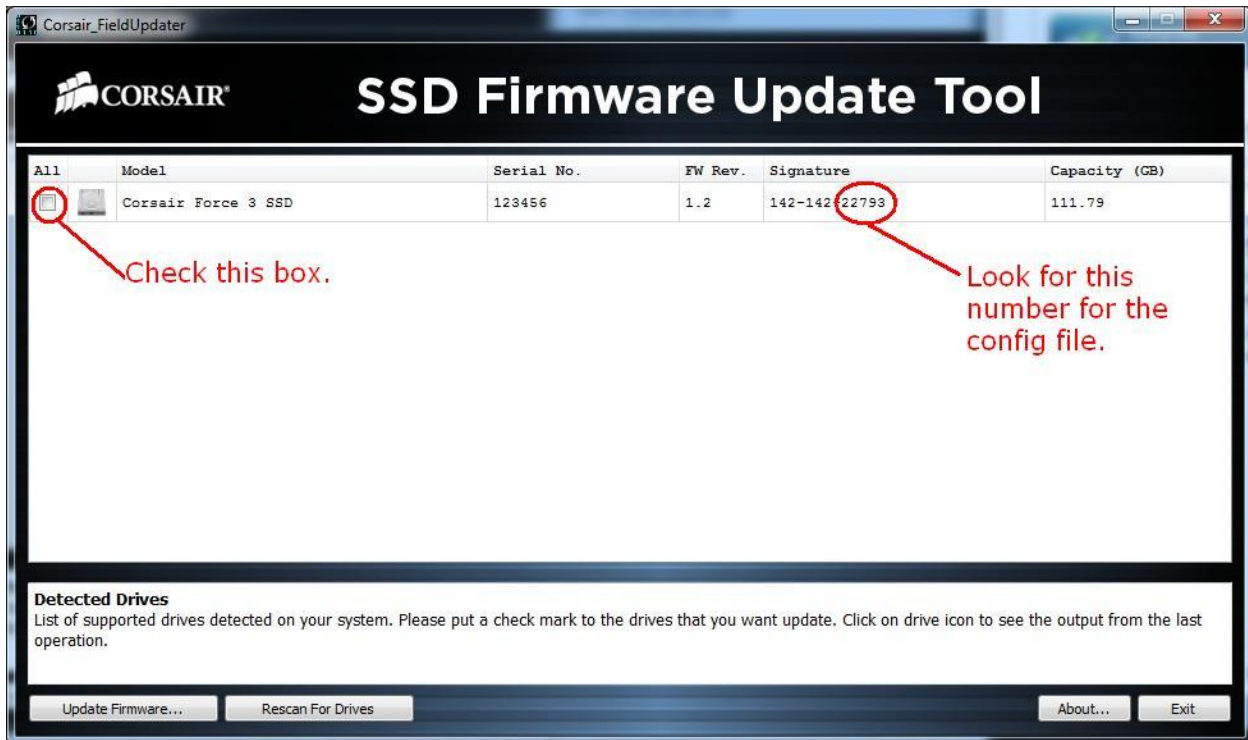 Corsair_FieldUpdater
CORSAIR® SSD Firmware Update Tool
All Model Serial No. FW Rev. Signature Capacity (GB)
Corsair Force 3 SSD 123456 1.2 142-142-22793 111.79
Check this box.
Look for this
number for the
config file.
Detected Drives
List of supported drives detected on your system. Please put a check mark to the drives that you want update. Click on drive icon to see the output from the last
operation.
Update Firmware... Rescan For Drives About... Exit